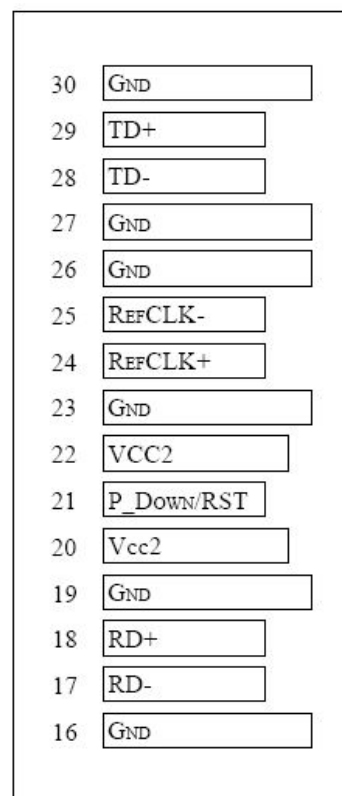 30 GND
29 TD+
28 TD-
27 GND
26 GND
25 REFCLK-
24 REFCLK+
23 GND
22 VCC2
21 P_DOWN/RST
20 Vcc2
19 GND
18 RD+
17 RD-
16 GND